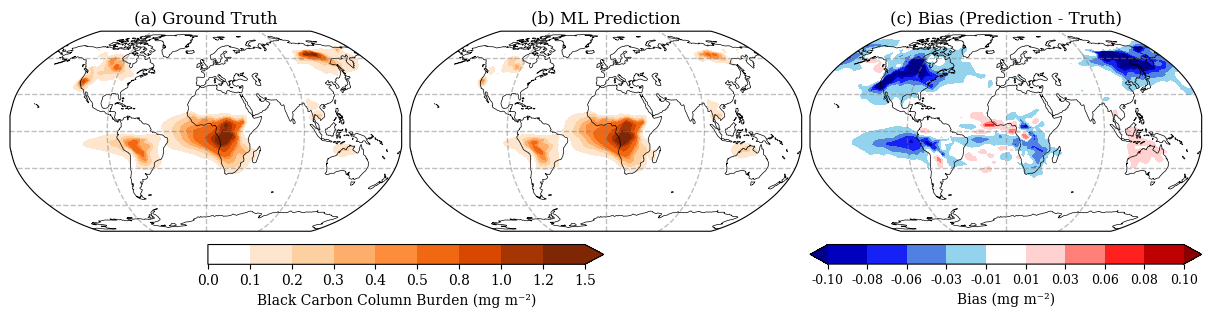 (a) Ground Truth
(b) ML Prediction
(c) Bias (Prediction - Truth)
0.0 0.1 0.2 0.3 0.4 0.5 0.8 1.0 1.2 1.5
Black Carbon Column Burden (mg m⁻²)
-0.10 -0.08 -0.06 -0.03 -0.01 0.01 0.03 0.06 0.08 0.10
Bias (mg m⁻²)